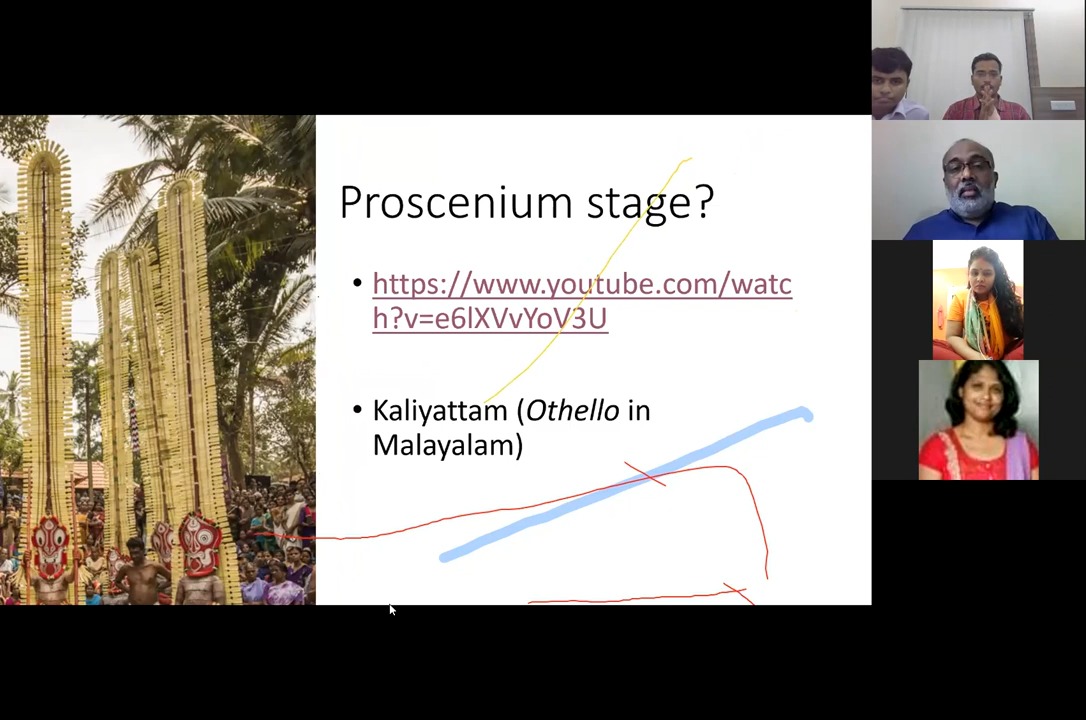 Proscenium stage?
• https://www.youtube.com/watc
h?v=e6lXVvYoV3U
• Kaliyattam (Othello in
Malayalam)